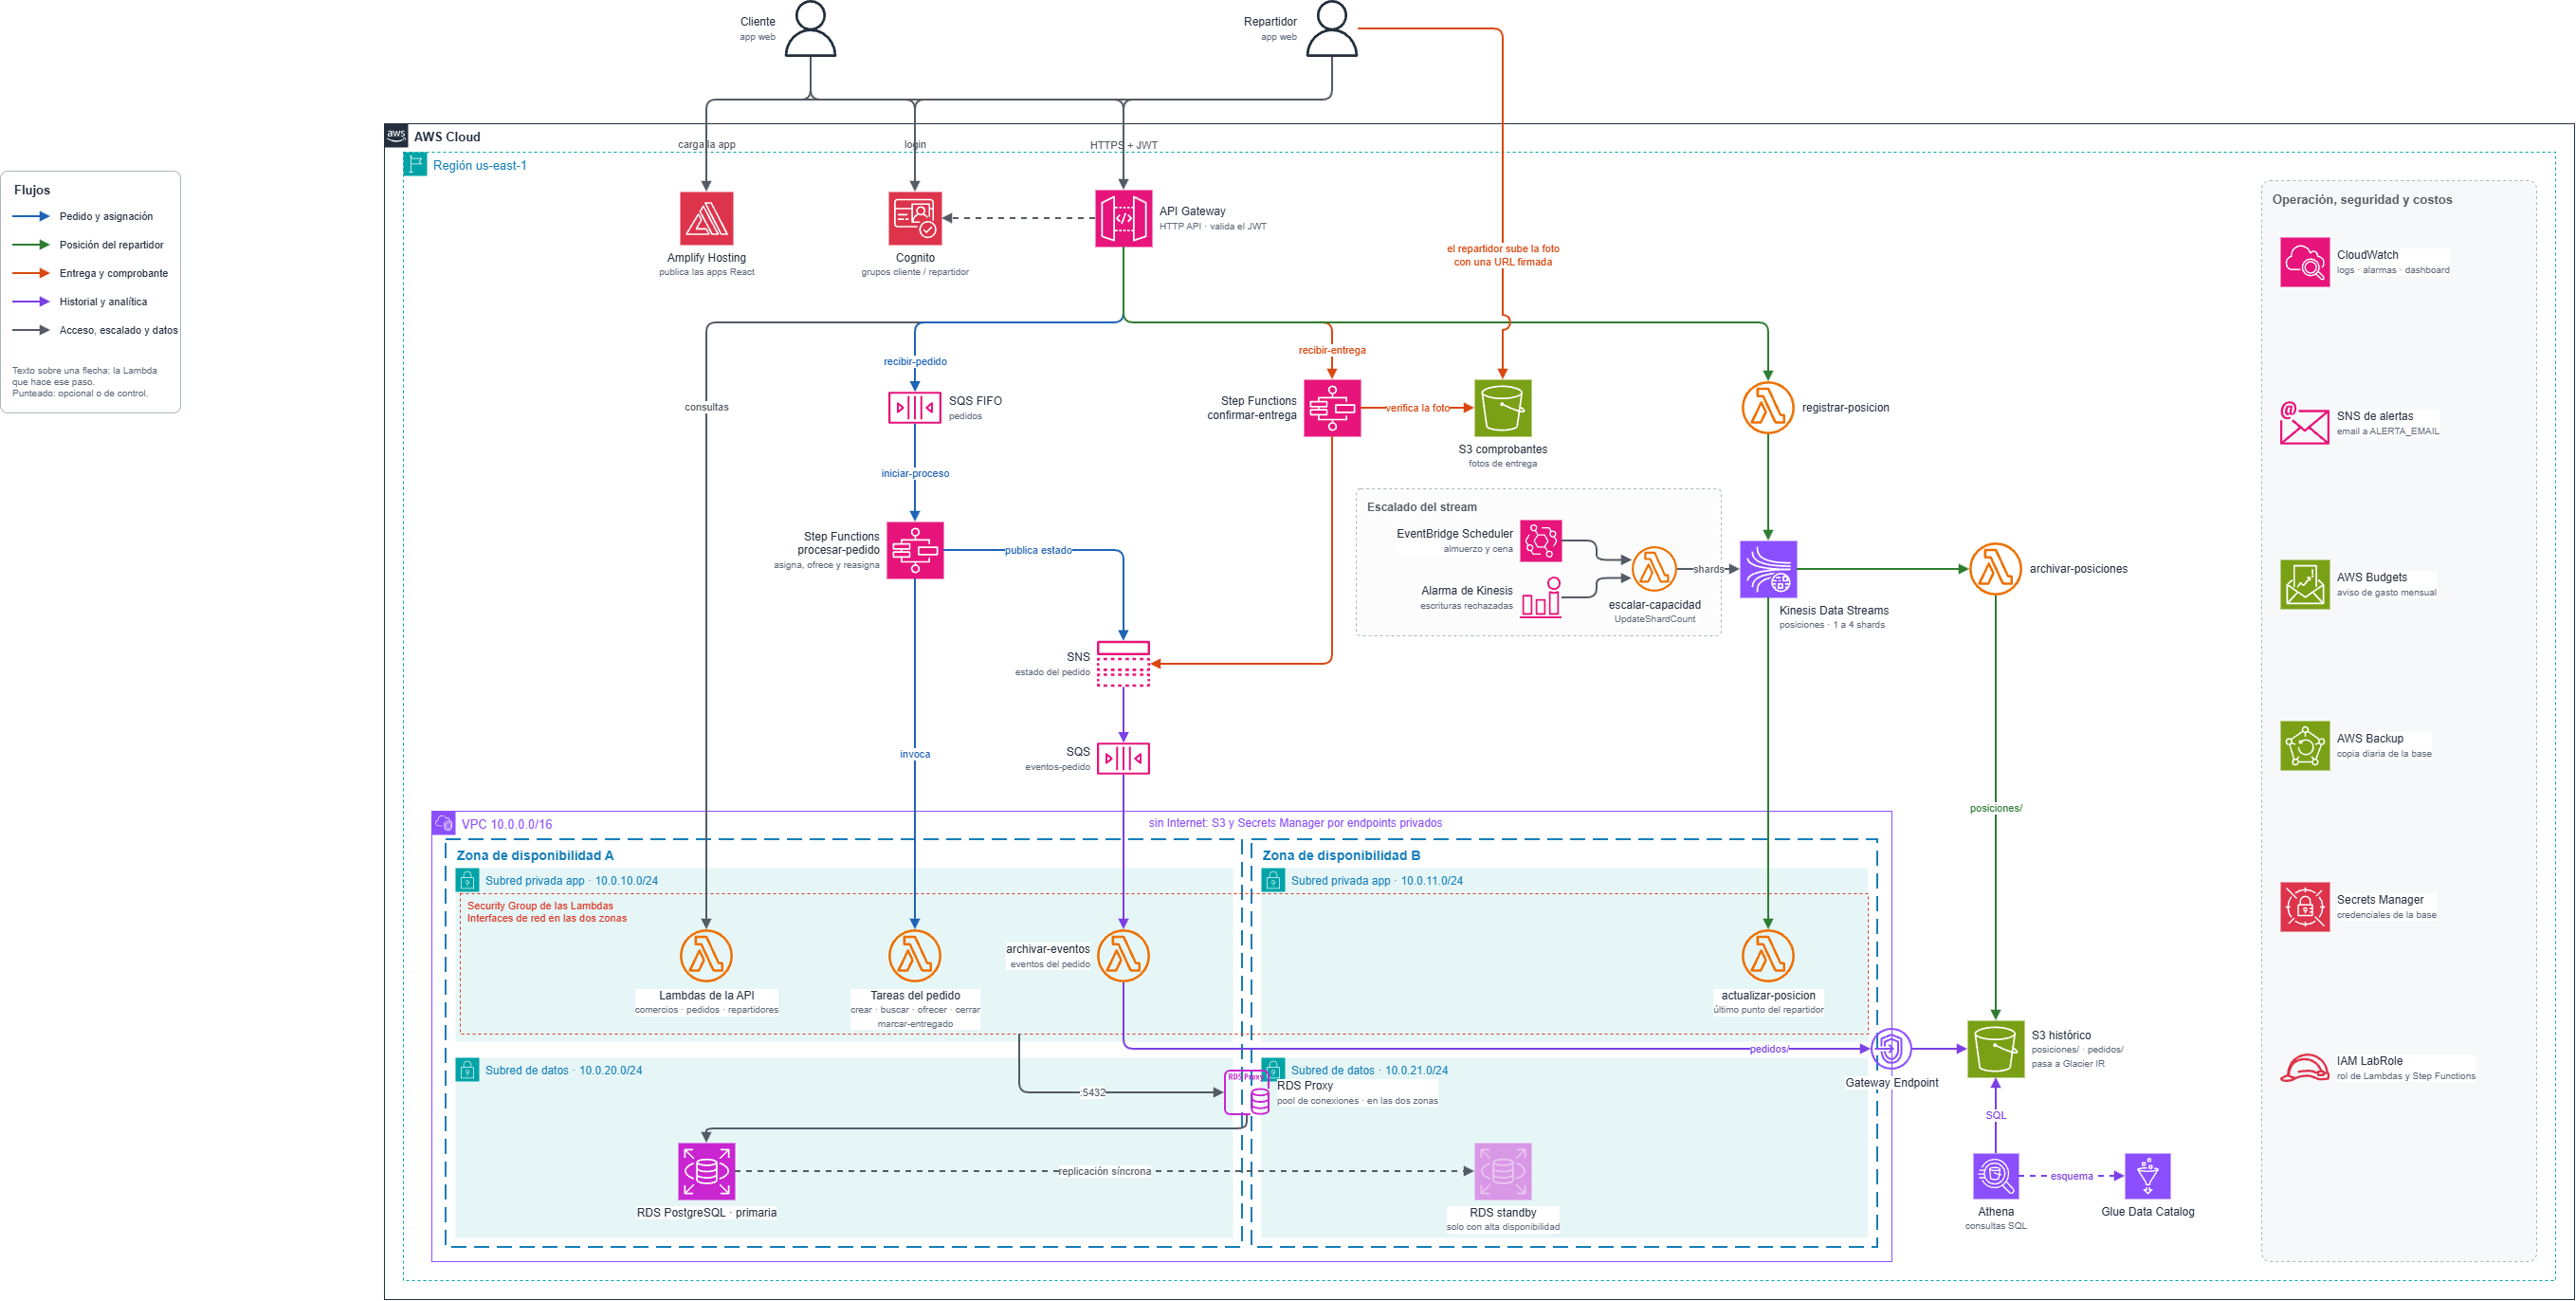 Cliente
app web
Repartidor
app web
aws
AWS Cloud
Región us-east-1
carga la app
login
HTTPS + JWT
Flujos
Pedido y asignación
Posición del repartidor
Entrega y comprobante
Historial y analítica
Acceso, escalado y datos
Texto sobre una flecha: la Lambda
que hace ese paso.
Punteado: opcional o de control.
Amplify Hosting
publica las apps React
Cognito
grupos cliente / repartidor
API Gateway
HTTP API · valida el JWT
el repartidor sube la foto
con una URL firmada
consultas
recibir-pedido
SQS FIFO
pedidos
iniciar-proceso
Step Functions
procesar-pedido
asigna, ofrece y reasigna
publica estado
invoca
recibir-entrega
Step Functions
confirmar-entrega
verifica la foto
S3 comprobantes
fotos de entrega
registrar-posicion
Escalado del stream
EventBridge Scheduler
almuerzo y cena
Alarma de Kinesis
escrituras rechazadas
escalar-capacidad
UpdateShardCount
shards
Kinesis Data Streams
posiciones · 1 a 4 shards
archivar-posiciones
SNS
estado del pedido
SQS
eventos-pedido
posiciones/
VPC 10.0.0.0/16
sin Internet: S3 y Secrets Manager por endpoints privados
Zona de disponibilidad A
Subred privada app · 10.0.10.0/24
Security Group de las Lambdas
Interfaces de red en las dos zonas
Zona de disponibilidad B
Subred privada app · 10.0.11.0/24
Lambdas de la API
comercios · pedidos · repartidores
Tareas del pedido
crear · buscar · ofrecer · cerrar
marcar-entregado
archivar-eventos
eventos del pedido
actualizar-posicion
último punto del repartidor
pedidos/
Gateway Endpoint
S3 histórico
posiciones/ · pedidos/
pasa a Glacier IR
Subred de datos · 10.0.20.0/24
Subred de datos · 10.0.21.0/24
:5432
RDS Proxy
RDS Proxy
pool de conexiones · en las dos zonas
replicación síncrona
RDS PostgreSQL · primaria
RDS standby
solo con alta disponibilidad
SQL
Athena
consultas SQL
esquema
Glue Data Catalog
Operación, seguridad y costos
CloudWatch
logs · alarmas · dashboard
SNS de alertas
email a ALERTA_EMAIL
AWS Budgets
aviso de gasto mensual
AWS Backup
copia diaria de la base
Secrets Manager
credenciales de la base
IAM LabRole
rol de Lambdas y Step Functions